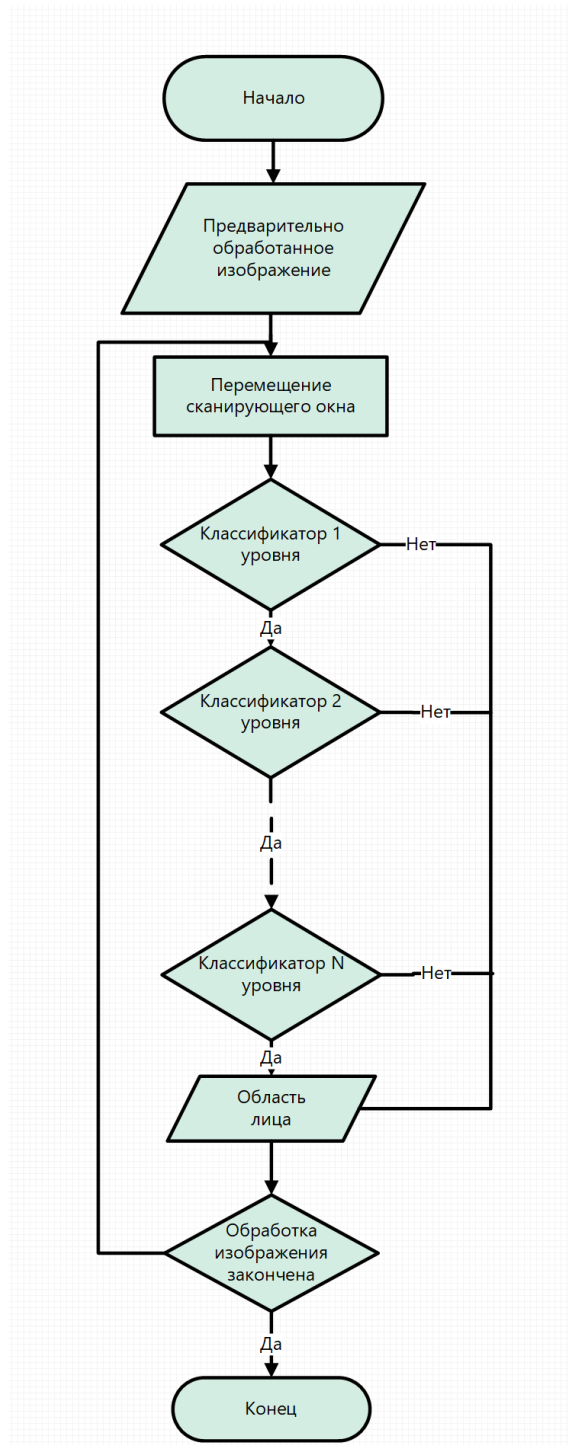 Начало
Предварительно
обработанное
изображение
Перемещение
сканирующего окна
Классификатор 1
уровня
Нет
Да
Классификатор 2
уровня
Нет
Да
Классификатор N
уровня
Нет
Да
Область
лица
Обработка
изображения
закончена
Да
Конец